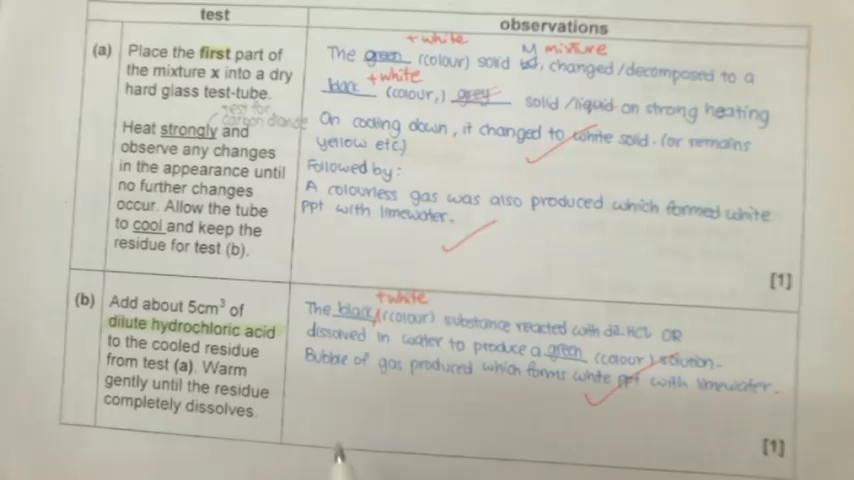 test
observations
(a) Place the first part of
the mixture x into a dry
hard glass test-tube.
test for
carbon dioxide
Heat strongly and
observe any changes
in the appearance until
no further changes
occur. Allow the tube
to cool and keep the
residue for test (b).
+ white M mixture
The green (colour) solid, changed/decomposed to a
+ white
black (colour,) grey solid/liquid on strong heating
On cooling down, it changed to white solid. (or remains
yellow etc.)
Followed by:
A colourless gas was also produced which formed white
ppt with limewater.
[1]
(b) Add about 5cm³ of
dilute hydrochloric acid
to the cooled residue
from test (a). Warm
gently until the residue
completely dissolves.
+ white
The black (colour) substance reacted with dil. HCl OR
dissolved in water to produce a green (colour) solution.
Bubble of gas produced which forms white ppt with limewater.
[1]